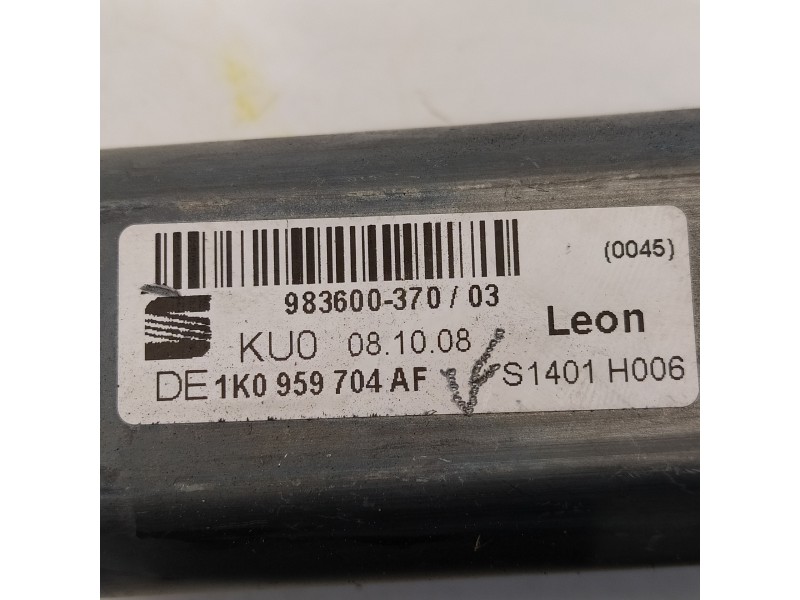 (0045)
983600-370 / 03
Leon
KU0 08.10.08
DE 1K0 959 704 AF S1401 H006